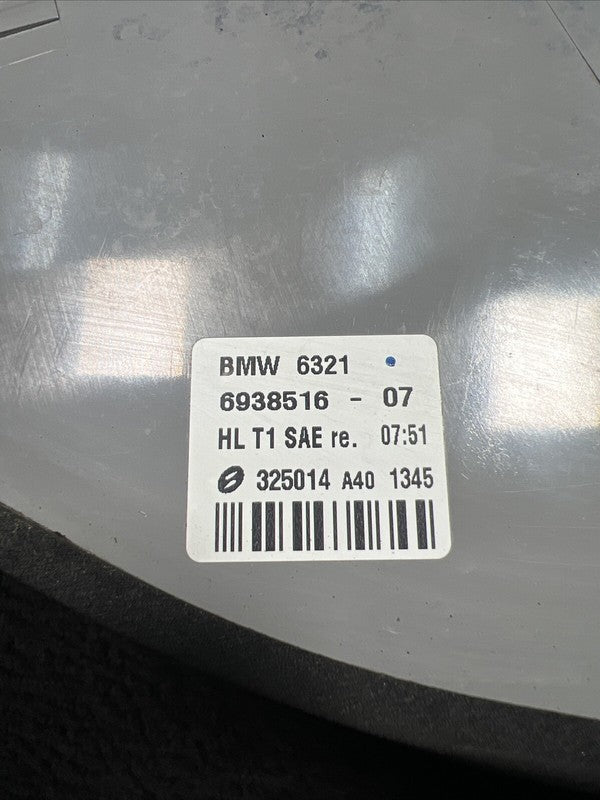 BMW 6321
6938516 - 07
HL T1 SAE re. 07:51
325014 A40 1345